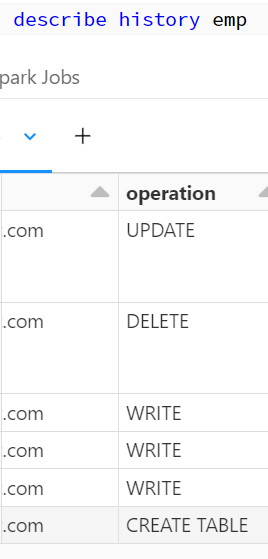 describe history emp
park Jobs
operation
.com UPDATE
.com DELETE
.com WRITE
.com WRITE
.com WRITE
.com CREATE TABLE